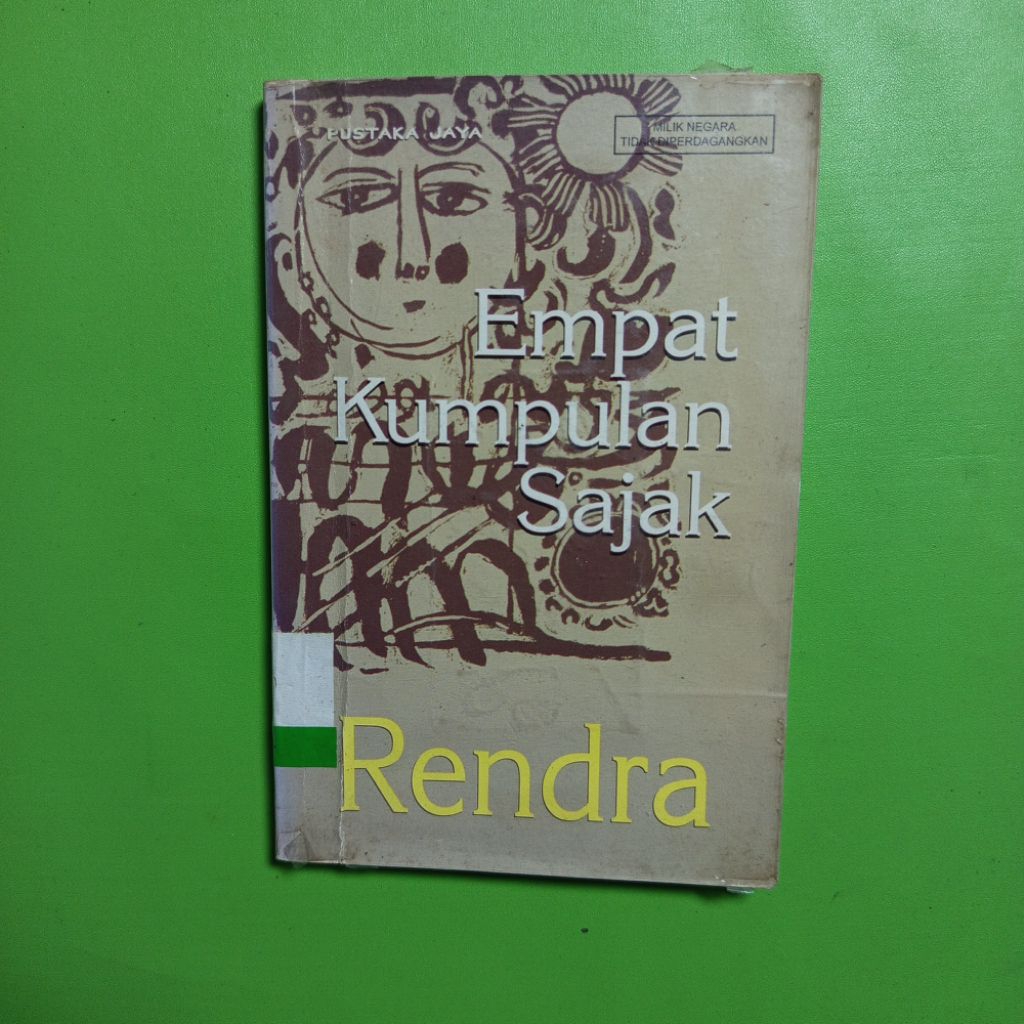 PUSTAKA JAYA
MILIK NEGARA
TIDAK DIPERDAGANGKAN
Empat
Kumpulan
Sajak
Rendra